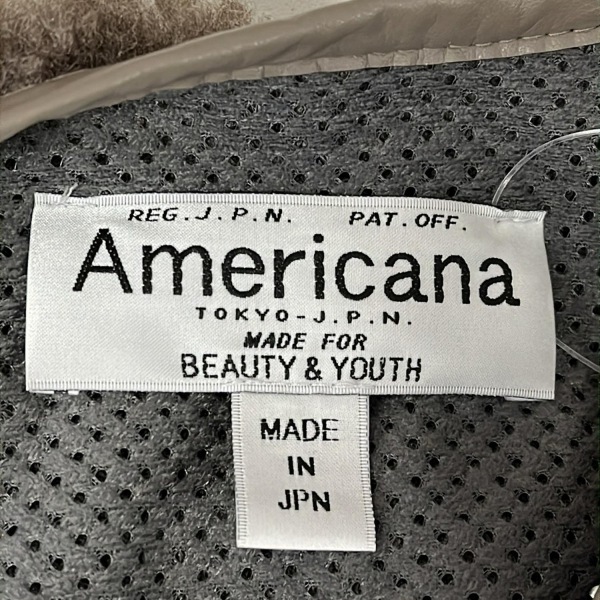 REG.J.P.N. PAT.OFF.
Americana
TOKYO-J.P.N.
MADE FOR
BEAUTY & YOUTH
MADE
IN
JPN